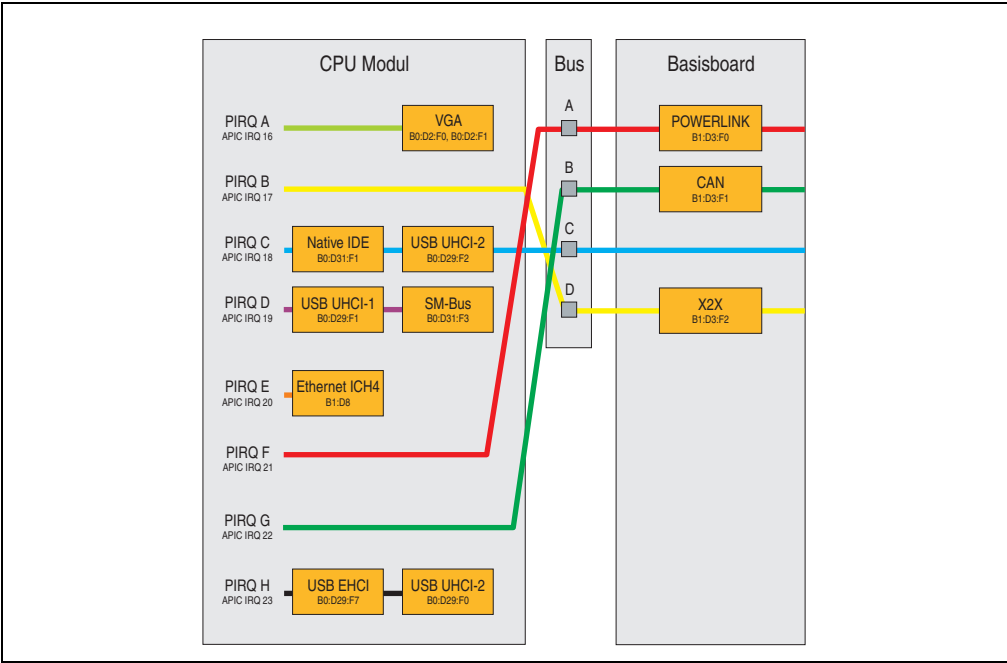 CPU Modul
Bus
Basisboard
PIRQ A
APIC IRQ 16
VGA
B0:D2:F0, B0:D2:F1
A
POWERLINK
B1:D3:F0
PIRQ B
APIC IRQ 17
B
CAN
B1:D3:F1
PIRQ C
APIC IRQ 18
Native IDE
B0:D31:F1
USB UHCI-2
B0:D29:F2
C
PIRQ D
APIC IRQ 19
USB UHCI-1
B0:D29:F1
SM-Bus
B0:D31:F3
D
X2X
B1:D3:F2
PIRQ E
APIC IRQ 20
Ethernet ICH4
B1:D8
PIRQ F
APIC IRQ 21
PIRQ G
APIC IRQ 22
PIRQ H
APIC IRQ 23
USB EHCI
B0:D29:F7
USB UHCI-2
B0:D29:F0